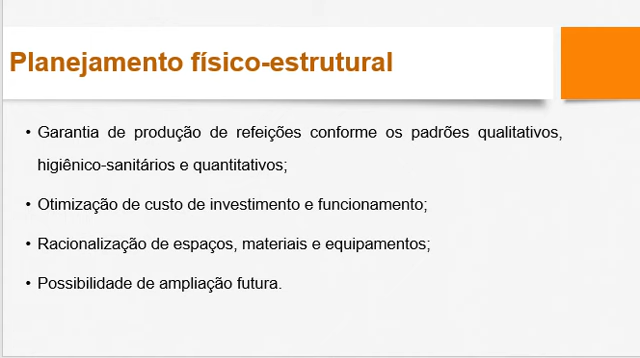 Planejamento físico-estrutural
• Garantia de produção de refeições conforme os padrões qualitativos,
higiênico-sanitários e quantitativos;
• Otimização de custo de investimento e funcionamento;
• Racionalização de espaços, materiais e equipamentos;
• Possibilidade de ampliação futura.